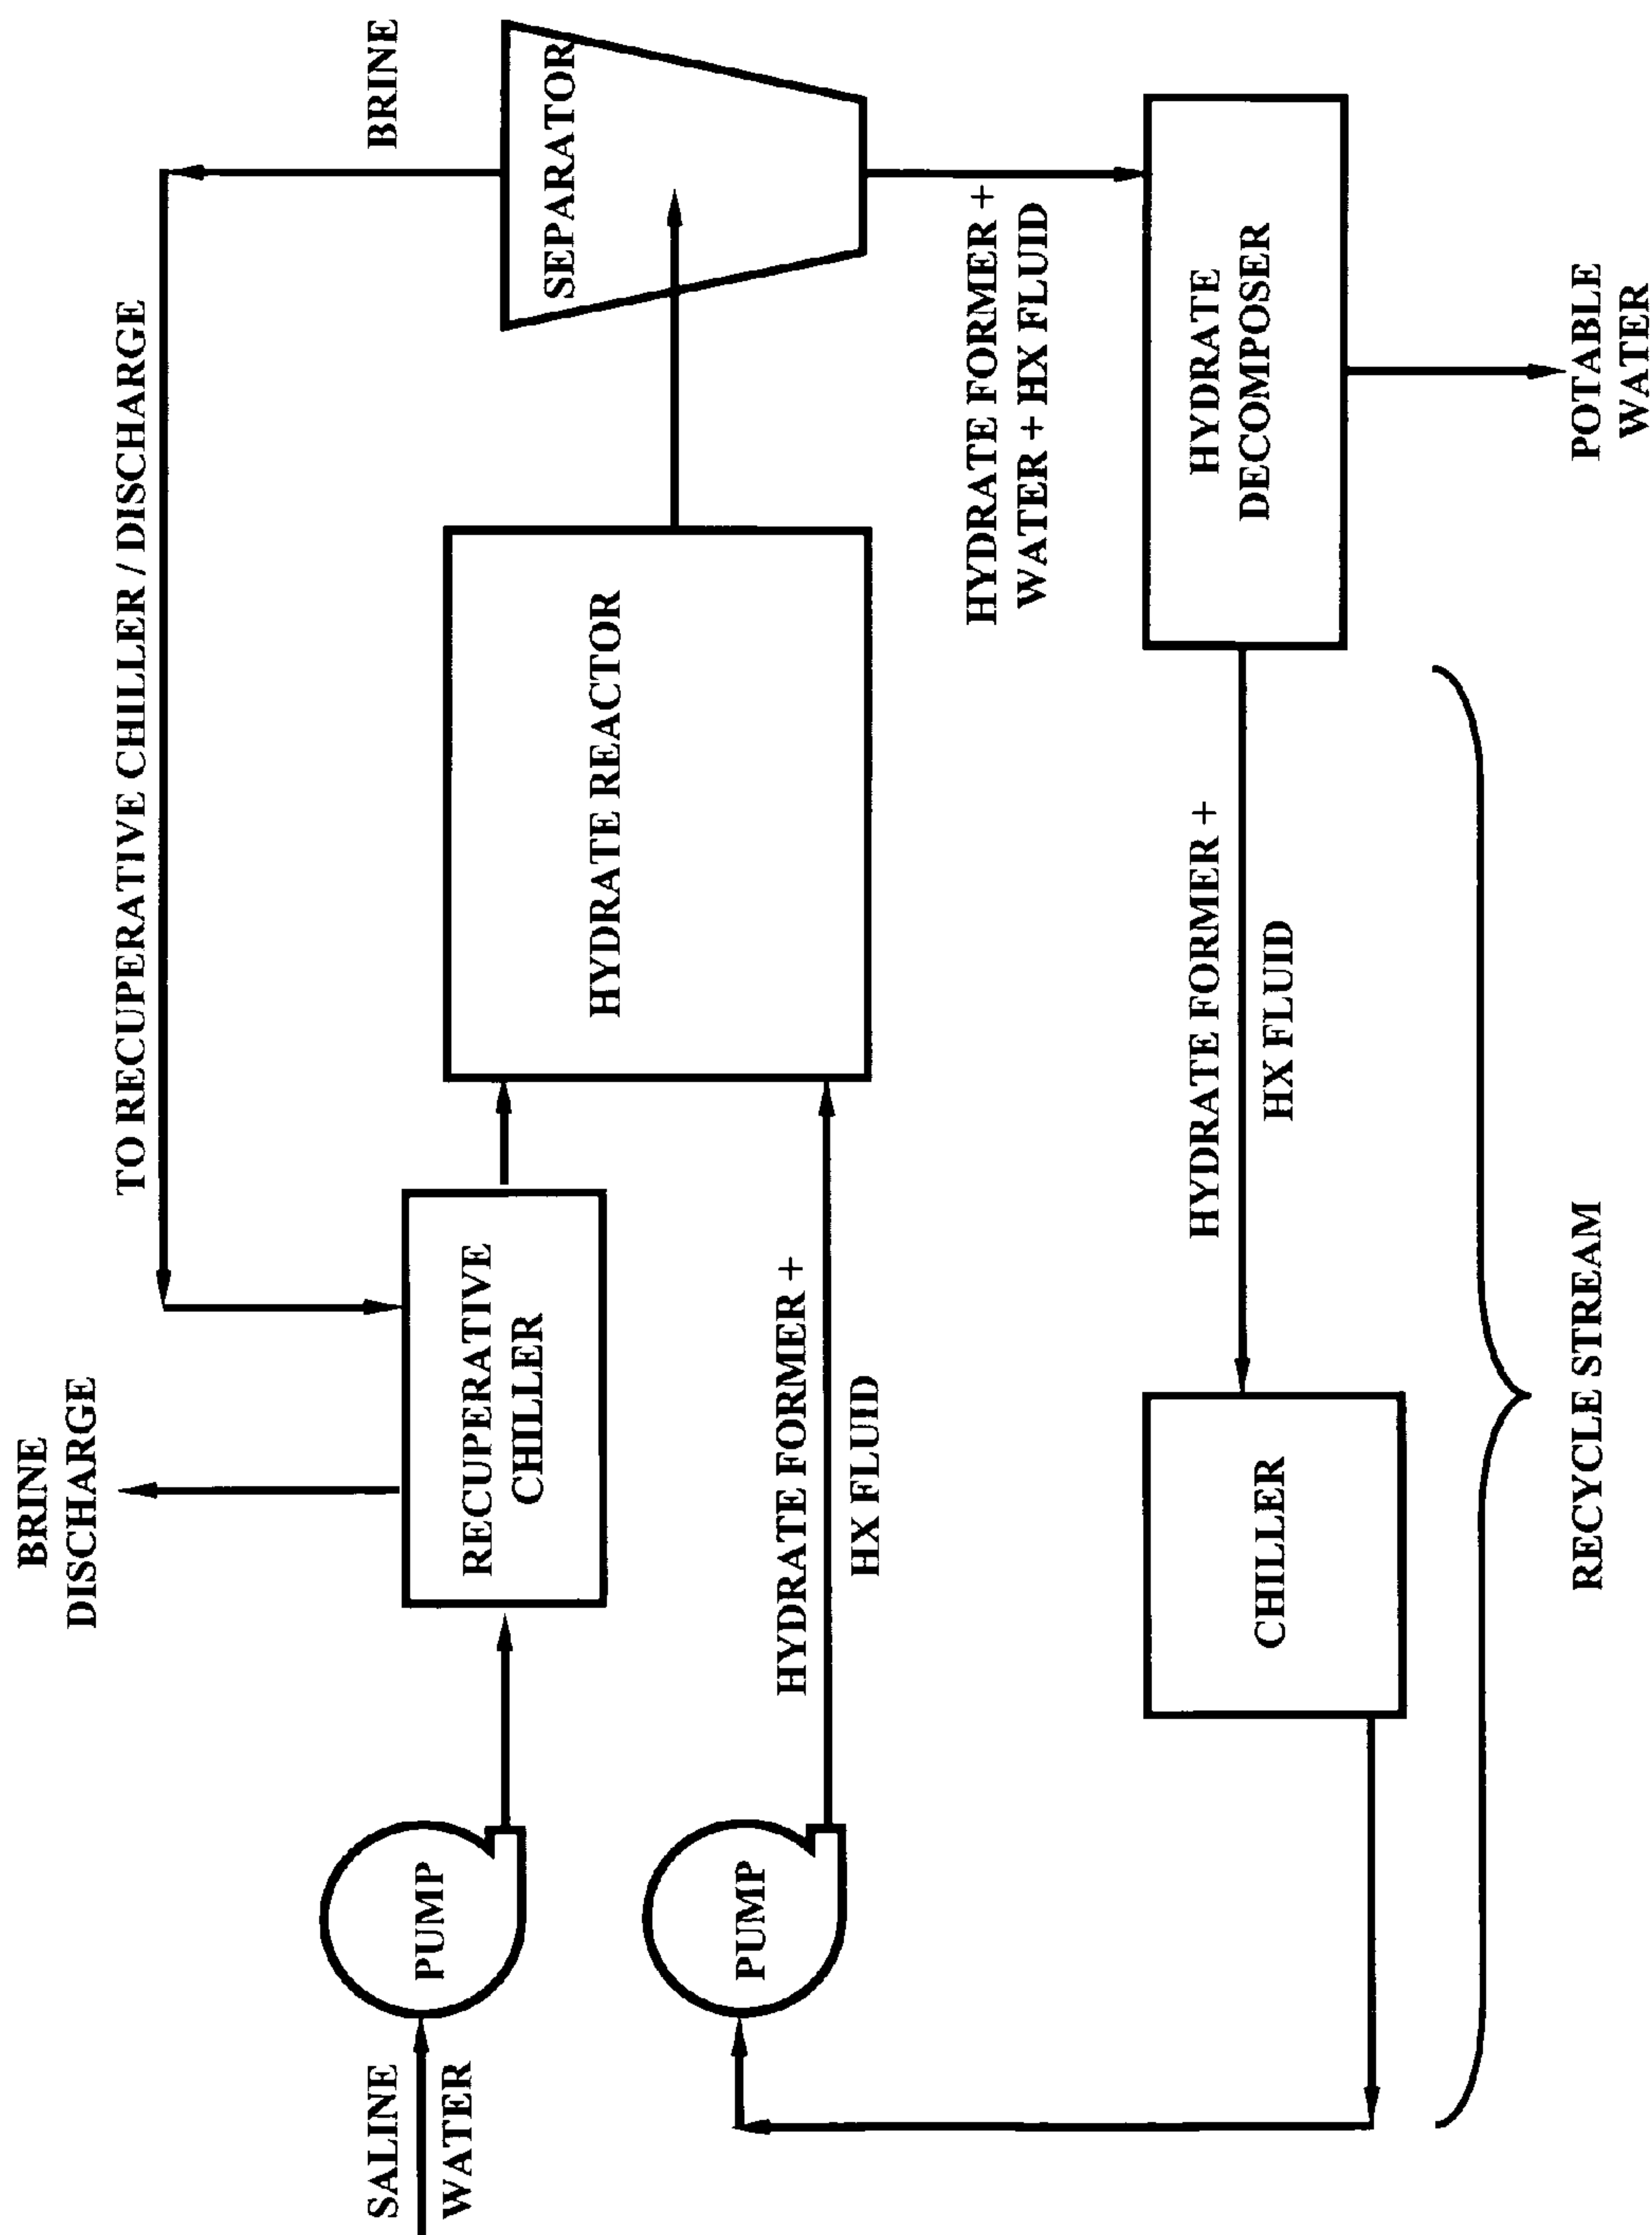 BRINE
DISCHARGE
TO RECUPERATIVE CHILLER / DISCHARGE
BRINE
SALINE
WATER
PUMP
RECUPERATIVE
CHILLER
HYDRATE REACTOR
SEPARATOR
PUMP
HYDRATE FORMER +
HX FLUID
HYDRATE FORMER +
WATER + HX FLUID
CHILLER
HYDRATE FORMER +
HX FLUID
HYDRATE
DECOMPOSER
RECYCLE STREAM
POTABLE
WATER